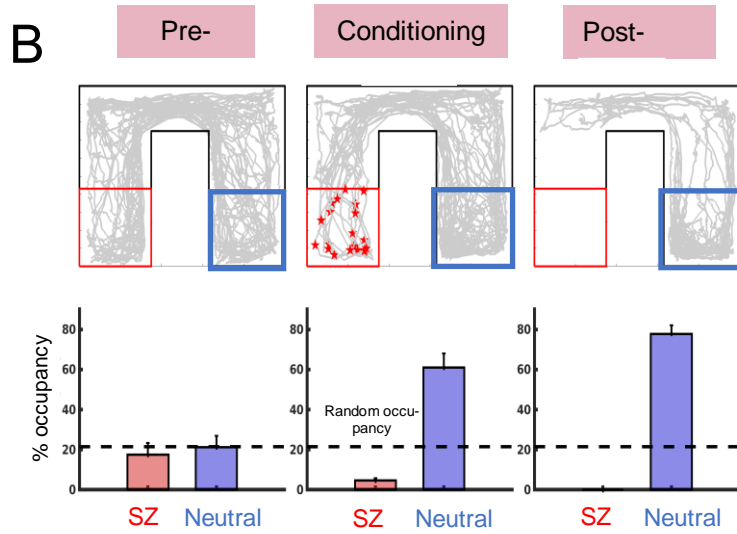 B
Pre-
Conditioning
Post-
% occupancy
80
60
40
20
0
SZ
Neutral
80
60
40
20
0
Random occu-
pancy
SZ
Neutral
80
60
40
20
0
SZ
Neutral